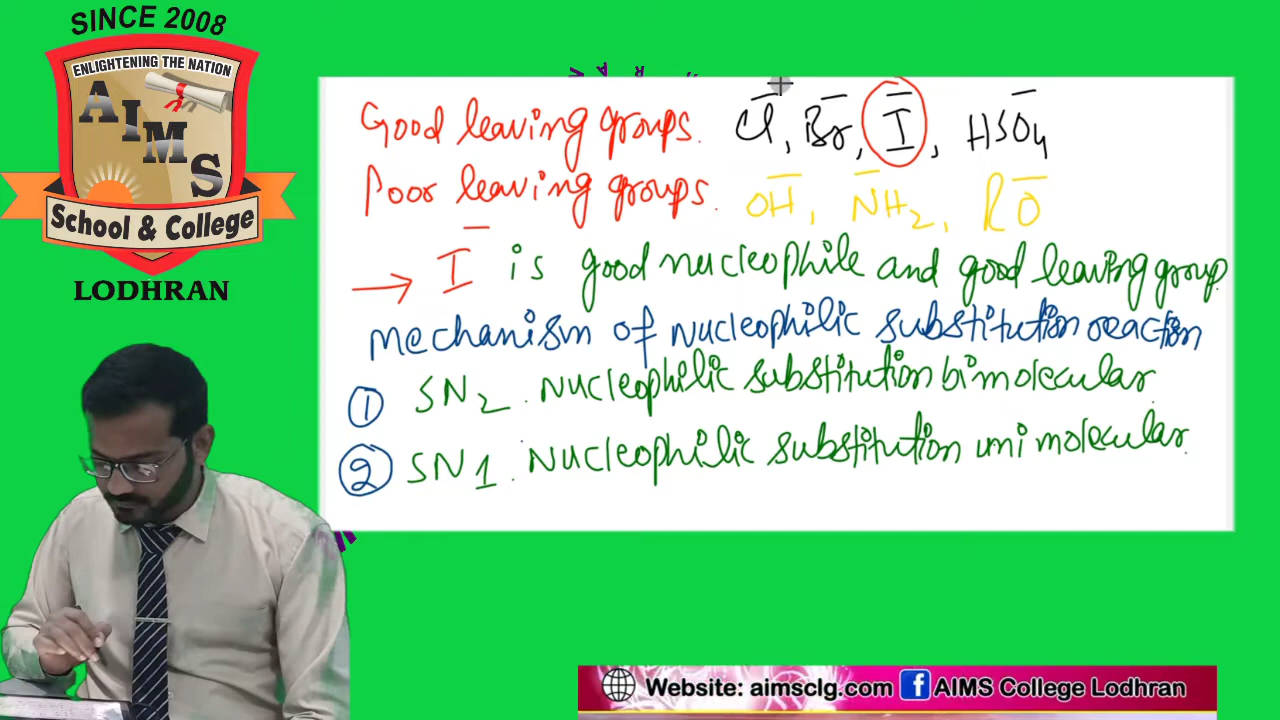 SINCE 2008
ENLIGHTENING THE NATION
AIMS
School & College
LODHRAN
Good leaving groups. Cl⁻, Br⁻, I⁻, HSO₄⁻
Poor leaving groups. OH⁻, NH₂⁻, RO⁻
→ I⁻ is good nucleophile and good leaving group.
Mechanism of Nucleophilic substitution reaction
① SN2. Nucleophilic substitution bimolecular.
② SN1. Nucleophilic substitution unimolecular.
Website: aimsclg.com f AIMS College Lodhran